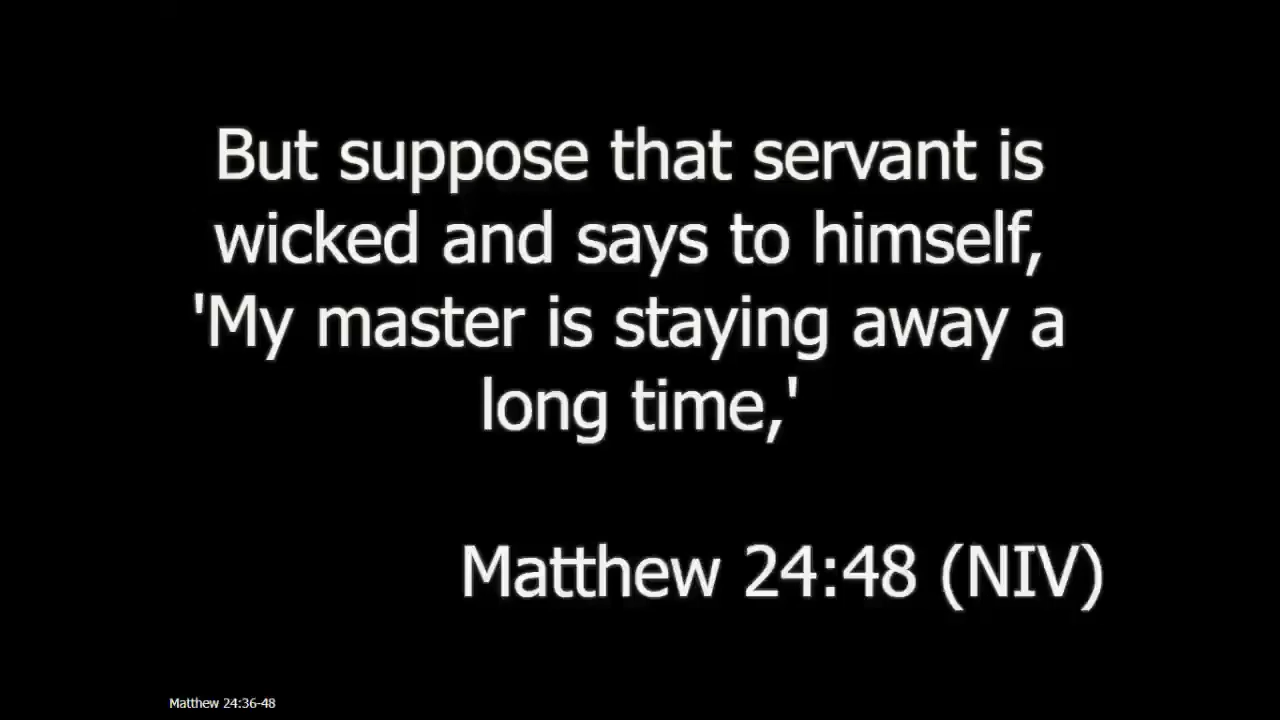 But suppose that servant is
wicked and says to himself,
'My master is staying away a
long time,'
Matthew 24:48 (NIV)
Matthew 24:36-48